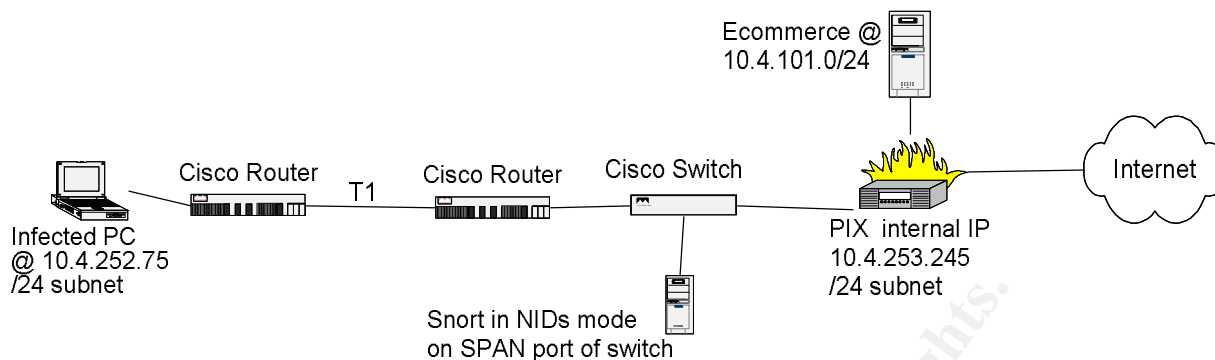 Ecommerce @
10.4.101.0/24
Cisco Router
T1
Cisco Router
Cisco Switch
Internet
Infected PC
@ 10.4.252.75
/24 subnet
PIX internal IP
10.4.253.245
/24 subnet
Snort in NIDs mode
on SPAN port of switch